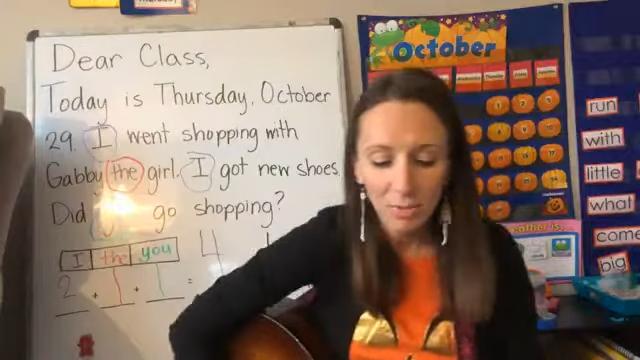 Dear Class,
Today is Thursday, October
29. I went shopping with
Gabby the girl. I got new shoes.
Did go shopping?
I the you
2 + 1 + 1 = 4
October
run
with
little
what
come
big